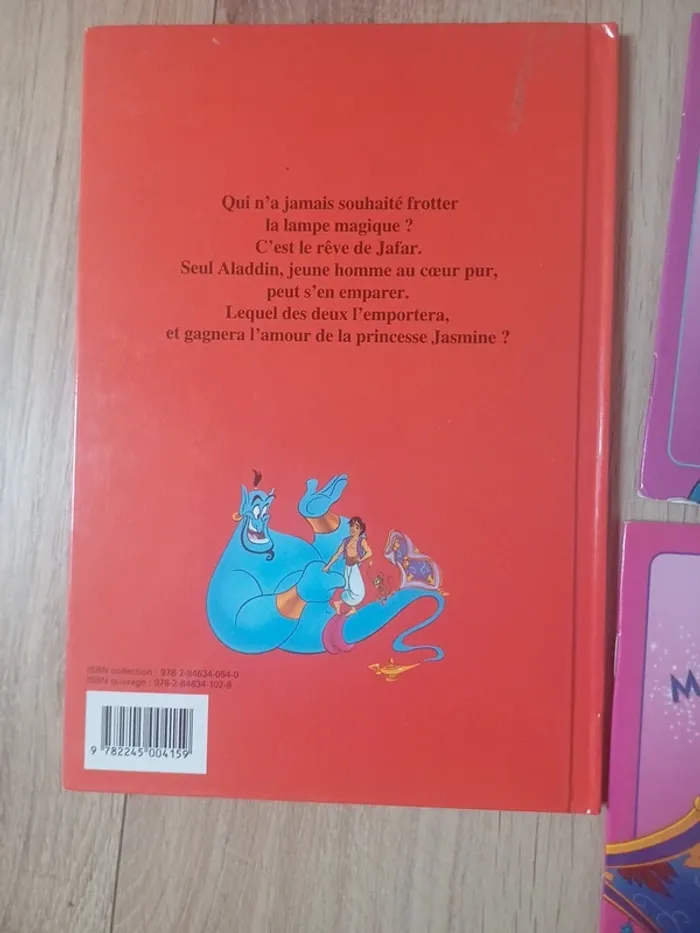 Qui n'a jamais souhaité frotter
la lampe magique ?
C'est le rêve de Jafar.
Seul Aladdin, jeune homme au cœur pur,
peut s'en emparer.
Lequel des deux l'emportera,
et gagnera l'amour de la princesse Jasmine ?
ISBN collection : 978-2-84634-064-0
ISBN ouvrage : 978-2-84634-102-8
9 782245 004159
M